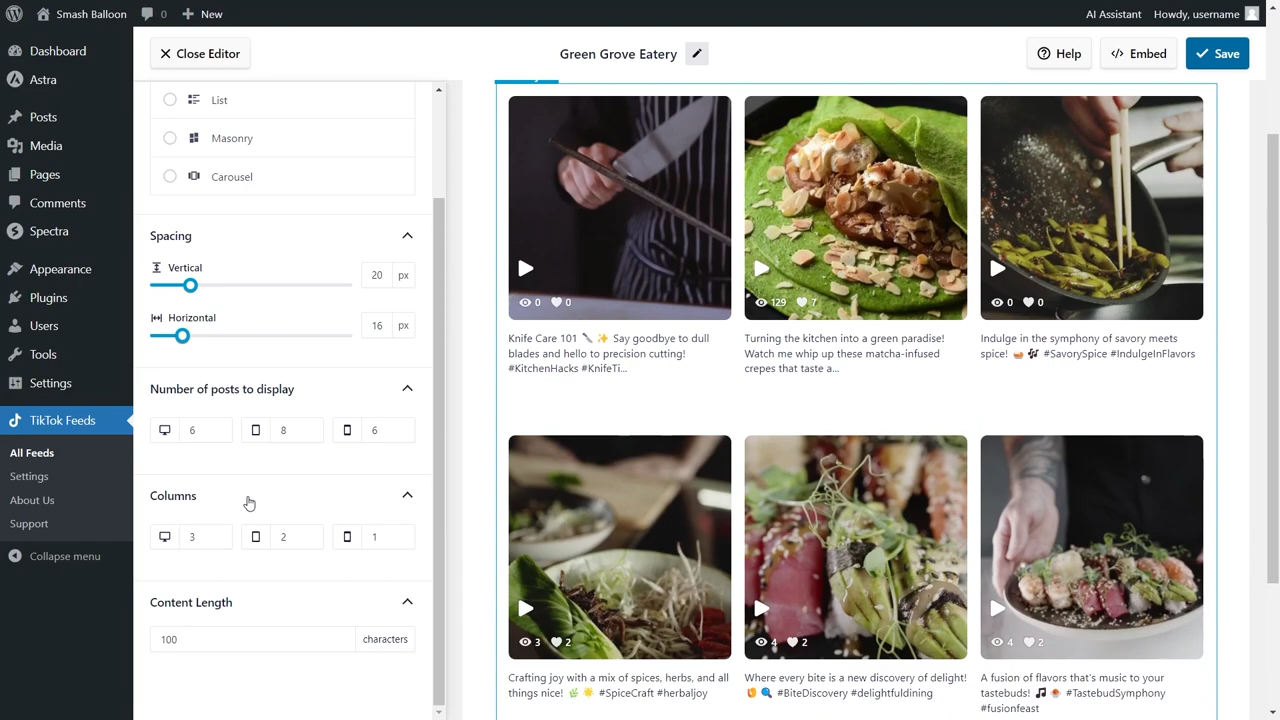 Smash Balloon
0
New
AI Assistant
Howdy, username
Dashboard
Astra
Posts
Media
Pages
Comments
Spectra
Appearance
Plugins
Users
Tools
Settings
TikTok Feeds
All Feeds
Settings
About Us
Support
Collapse menu
Close Editor
Green Grove Eatery
Help
Embed
Save
List
Masonry
Carousel
Spacing
Vertical
20 px
Horizontal
16 px
Number of posts to display
6 8 6
Columns
3 2 1
Content Length
100 characters
0 0
129 7
0 0
Knife Care 101 🔪 ✨ Say goodbye to dull
blades and hello to precision cutting!
#KitchenHacks #KnifeTi...
Turning the kitchen into a green paradise!
Watch me whip up these matcha-infused
crepes that taste a...
Indulge in the symphony of savory meets
spice! 🍛 🎶 #SavorySpice #IndulgeInFlavors
3 2
4 2
4 2
Crafting joy with a mix of spices, herbs, and all
things nice! 🌿 🌟 #SpiceCraft #herbaljoy
Where every bite is a new discovery of delight!
#BiteDiscovery #delightfuldining
A fusion of flavors that's music to your
tastebuds! 🎵 #TastebudSymphony
#fusionfeast